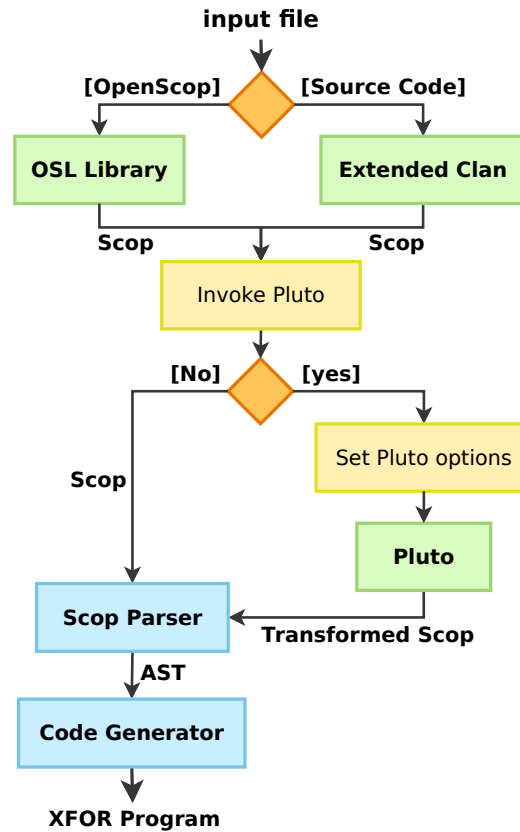 input file
[OpenScop]
[Source Code]
OSL Library
Extended Clan
Scop
Scop
Invoke Pluto
[No]
[yes]
Set Pluto options
Scop
Pluto
Scop Parser
Transformed Scop
AST
Code Generator
XFOR Program